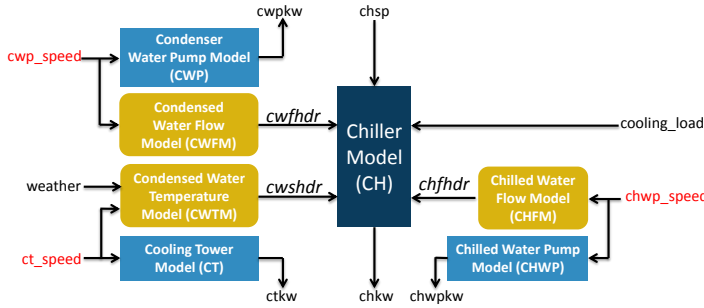 cwpkw
chsp
Condenser
Water Pump Model
(CWP)
cwp_speed
Condensed
Water Flow
Model (CWFM)
cwfhdr
Chiller
Model
(CH)
cooling_load
weather
Condensed Water
Temperature
Model (CWTM)
cwshdr
chfhdr
Chilled Water
Flow Model
(CHFM)
chwp_speed
ct_speed
Cooling Tower
Model (CT)
Chilled Water Pump
Model (CHWP)
ctkw
chkw
chwpkw